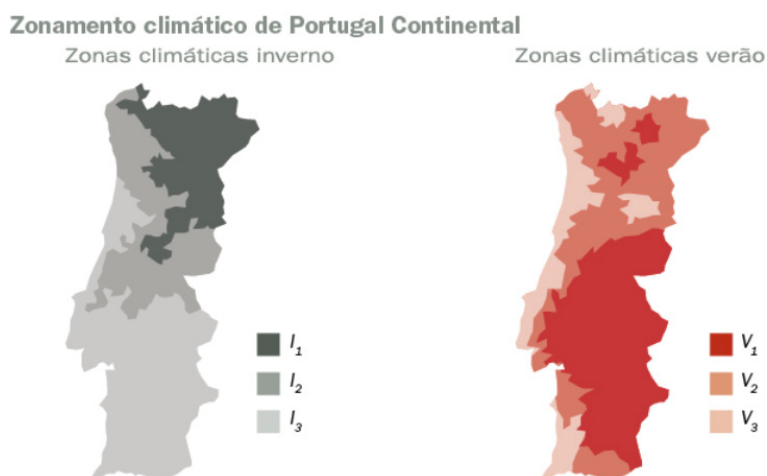 Zonamento climático de Portugal Continental
Zonas climáticas inverno
Zonas climáticas verão
I1
I2
I3
V1
V2
V3